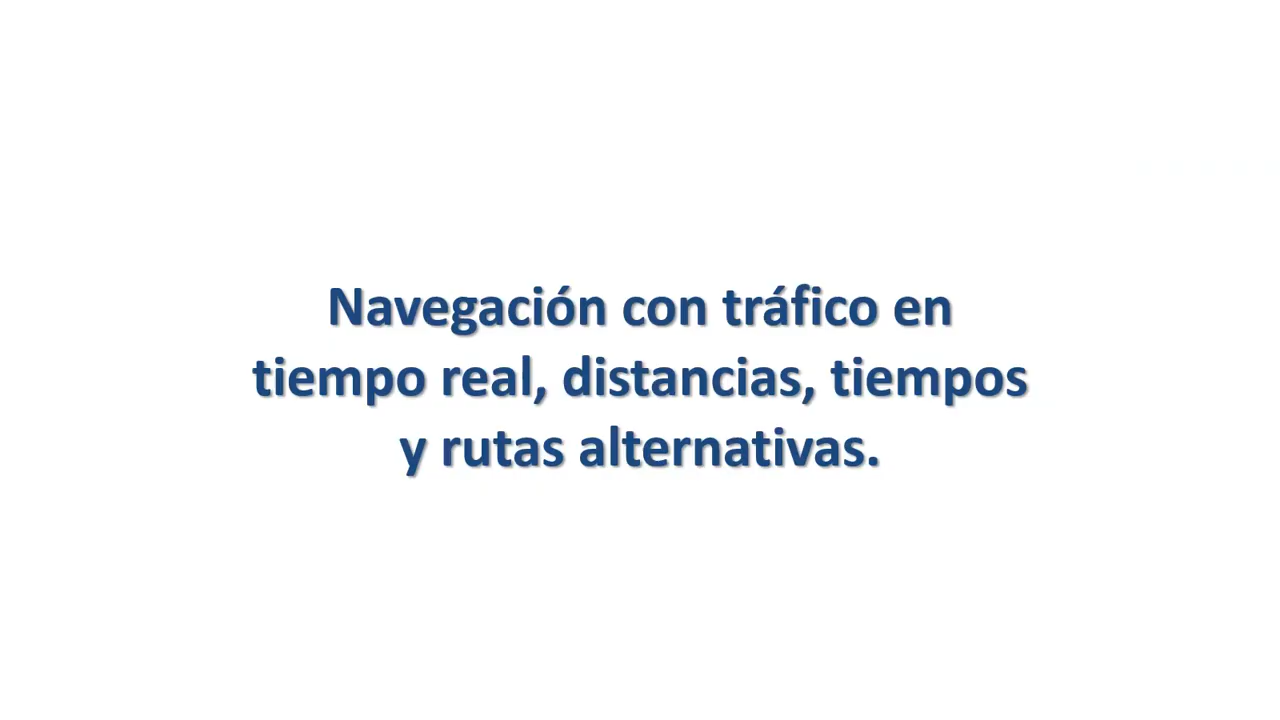 Navegación con tráfico en
tiempo real, distancias, tiempos
y rutas alternativas.